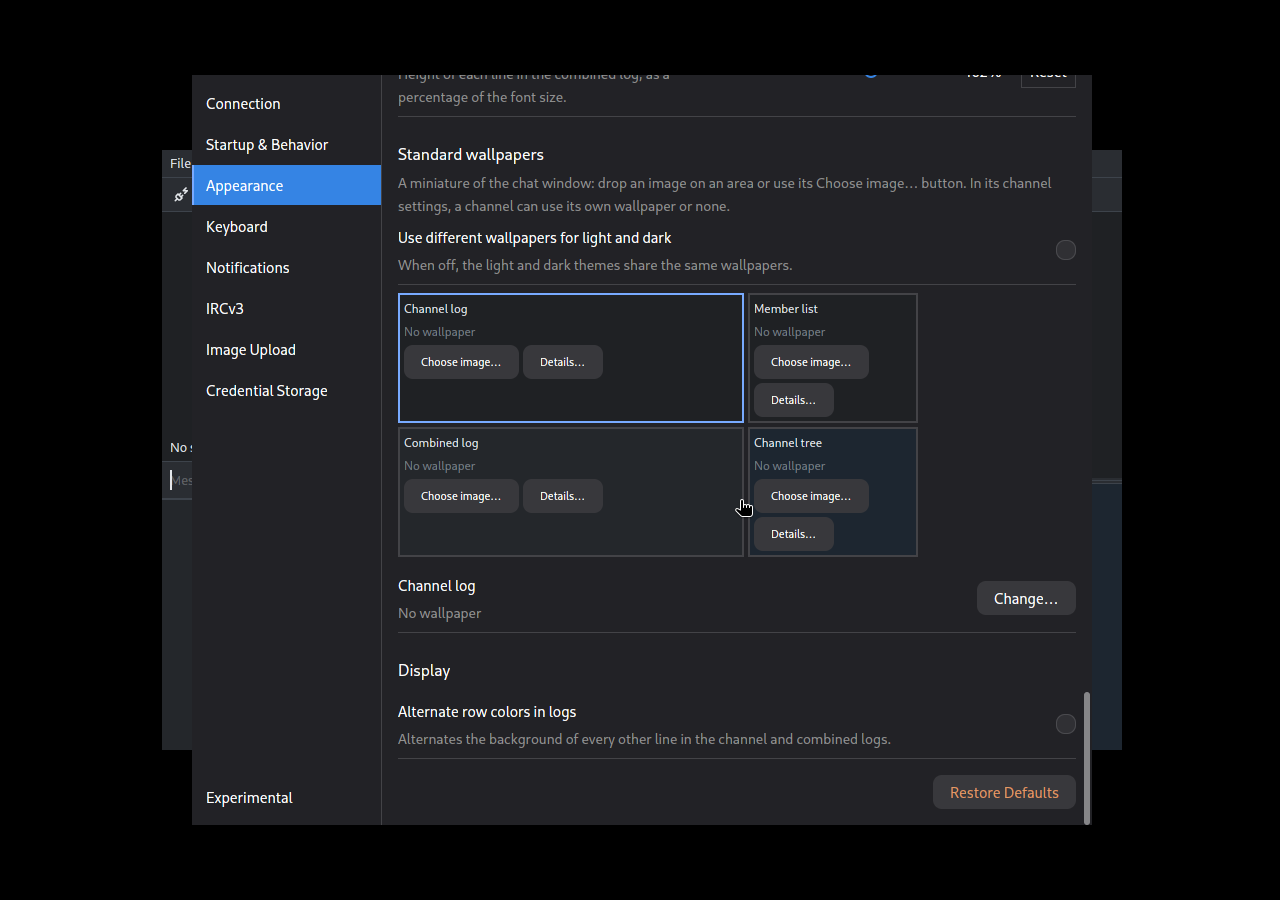 Height of each line in the combined log, as a
percentage of the font size.
Reset
Connection
Startup & Behavior
Appearance
Keyboard
Notifications
IRCv3
Image Upload
Credential Storage
Experimental
File
No s
Mes
Standard wallpapers
A miniature of the chat window: drop an image on an area or use its Choose image… button. In its channel
settings, a channel can use its own wallpaper or none.
Use different wallpapers for light and dark
When off, the light and dark themes share the same wallpapers.
Channel log
No wallpaper
Choose image…
Details…
Member list
No wallpaper
Choose image…
Details…
Combined log
No wallpaper
Choose image…
Details…
Channel tree
No wallpaper
Choose image…
Details…
Channel log
No wallpaper
Change…
Display
Alternate row colors in logs
Alternates the background of every other line in the channel and combined logs.
Restore Defaults